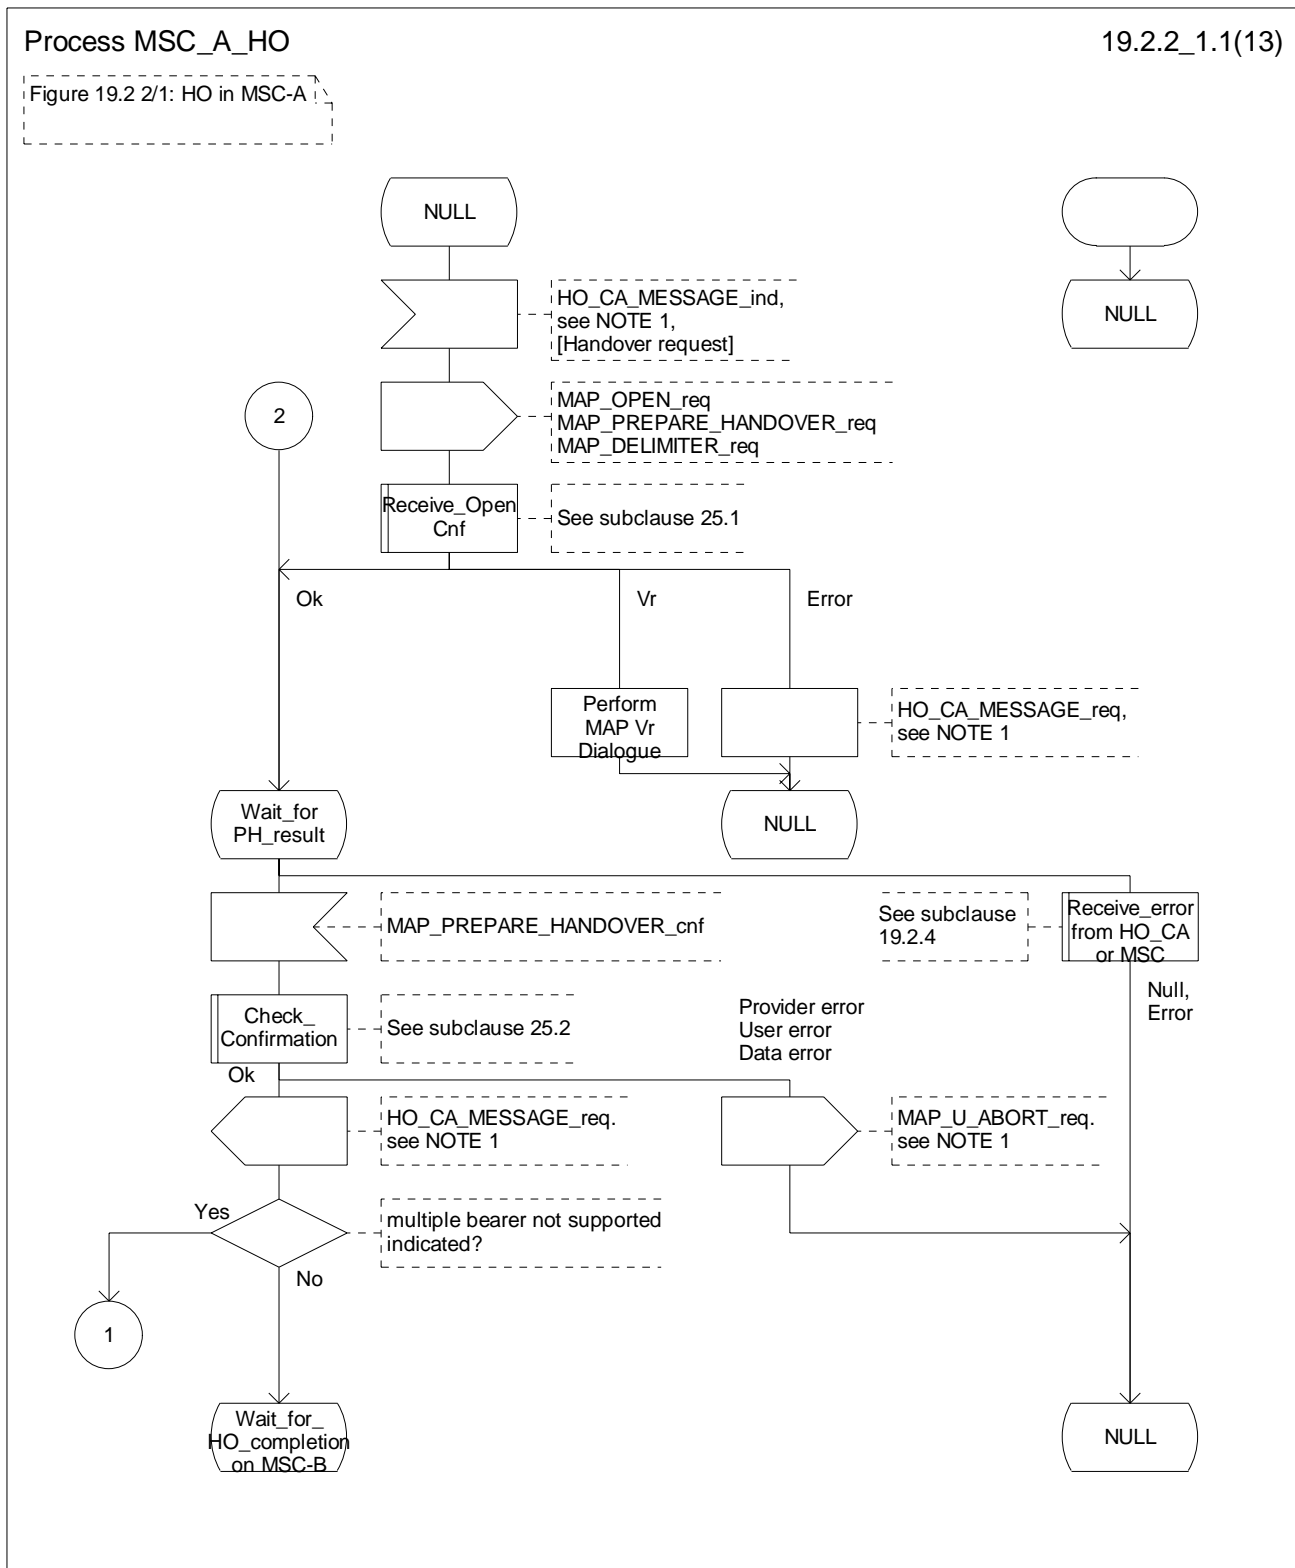 Process MSC_A_HO
19.2.2_1.1(13)
Figure 19.2 2/1: HO in MSC-A
NULL
HO_CA_MESSAGE_ind,
see NOTE 1,
[Handover request]
NULL
2
MAP_OPEN_req
MAP_PREPARE_HANDOVER_req
MAP_DELIMITER_req
Receive_Open
Cnf
See subclause 25.1
Ok
Vr
Error
Perform
MAP Vr
Dialogue
HO_CA_MESSAGE_req,
see NOTE 1
Wait_for
PH_result
NULL
MAP_PREPARE_HANDOVER_cnf
See subclause
19.2.4
Receive_error
from HO_CA
or MSC
Null,
Error
Check_
Confirmation
See subclause 25.2
Provider error
User error
Data error
Ok
HO_CA_MESSAGE_req.
see NOTE 1
MAP_U_ABORT_req.
see NOTE 1
Yes
multiple bearer not supported
indicated?
No
1
Wait_for_
HO_completion
on MSC-B
NULL